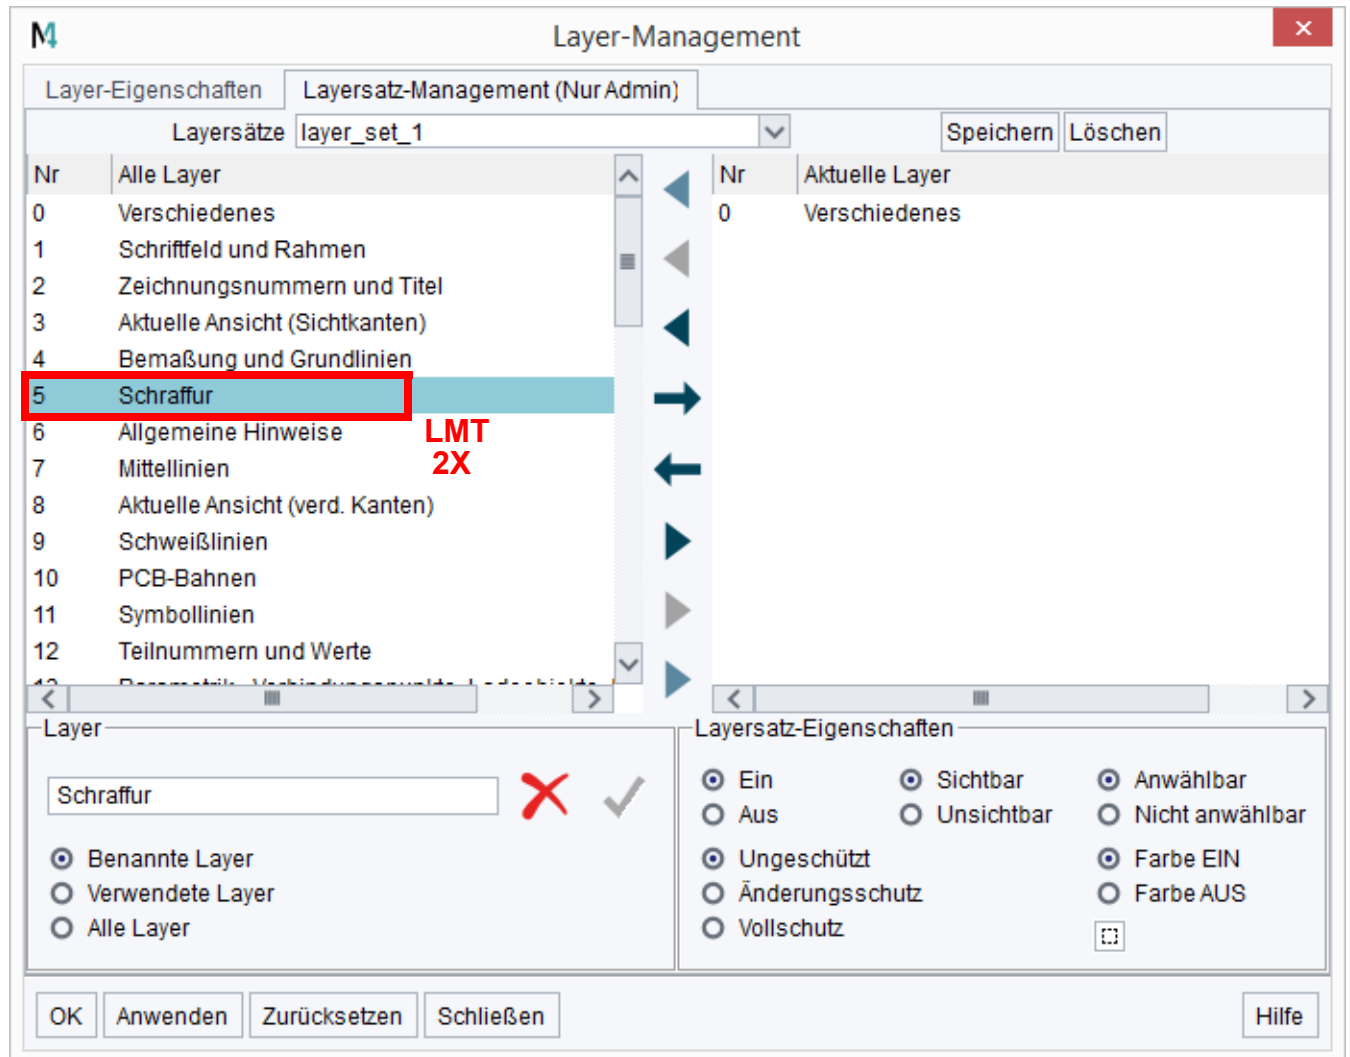 M4
Layer-Management
Layer-Eigenschaften
Layersatz-Management (Nur Admin)
Layersätze
layer_set_1
Speichern
Löschen
Nr
Alle Layer
0 Verschiedenes
1 Schriftfeld und Rahmen
2 Zeichnungsnummern und Titel
3 Aktuelle Ansicht (Sichtkanten)
4 Bemaßung und Grundlinien
5 Schraffur
6 Allgemeine Hinweise
7 Mittellinien
8 Aktuelle Ansicht (verd. Kanten)
9 Schweißlinien
10 PCB-Bahnen
11 Symbollinien
12 Teilnummern und Werte
LMT
2X
Nr
Aktuelle Layer
0 Verschiedenes
Layer
Schraffur
Benannte Layer
Verwendete Layer
Alle Layer
Layersatz-Eigenschaften
Ein
Sichtbar
Anwählbar
Aus
Unsichtbar
Nicht anwählbar
Ungeschützt
Farbe EIN
Änderungsschutz
Farbe AUS
Vollschutz
OK
Anwenden
Zurücksetzen
Schließen
Hilfe